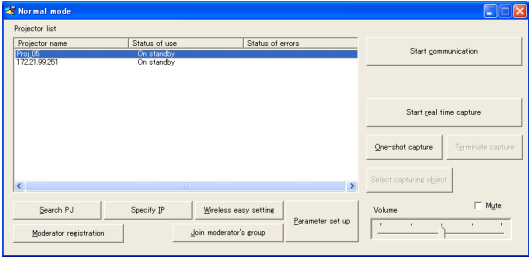 Normal mode
Projector list
Projector name Status of use Status of errors
Proj_05 On standby
172.21.99.251 On standby
Start communication
Start real time capture
One-shot capture Terminate capture
Select capturing object
Search PJ Specify IP Wireless easy setting Parameter set up
Moderator registration Join moderator's group
Volume Mute